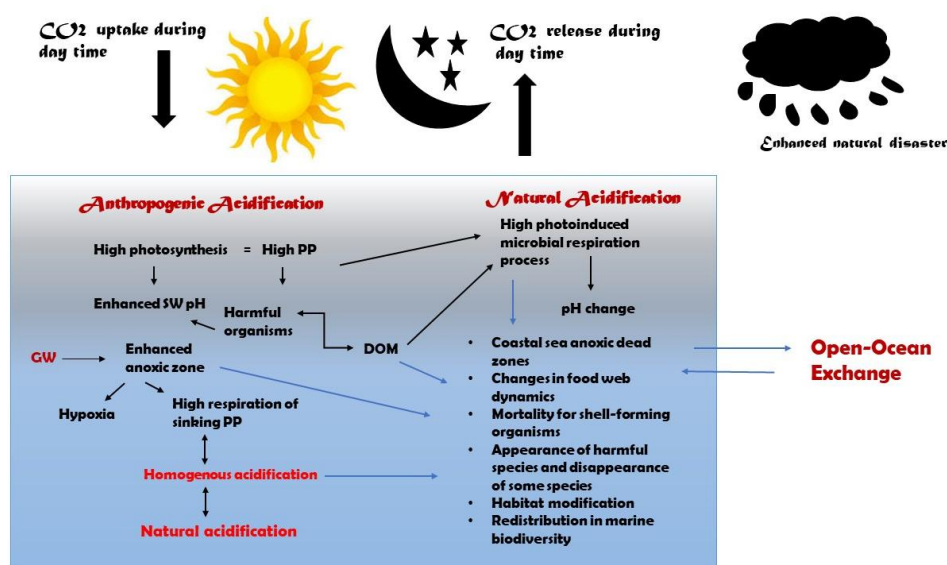 CO2 uptake during
day time
CO2 release during
day time
Enhanced natural disaster
Anthropogenic Acidification
Natural Acidification
High photosynthesis = High PP
High photoinduced
microbial respiration
process
Enhanced SW pH
Harmful
organisms
pH change
DOM
GW
Enhanced
anoxic zone
Hypoxia
High respiration of
sinking PP
Homogenous acidification
Natural acidification
• Coastal sea anoxic dead
zones
• Changes in food web
dynamics
• Mortality for shell-forming
organisms
• Appearance of harmful
species and disappearance
of some species
• Habitat modification
• Redistribution in marine
biodiversity
Open-Ocean
Exchange